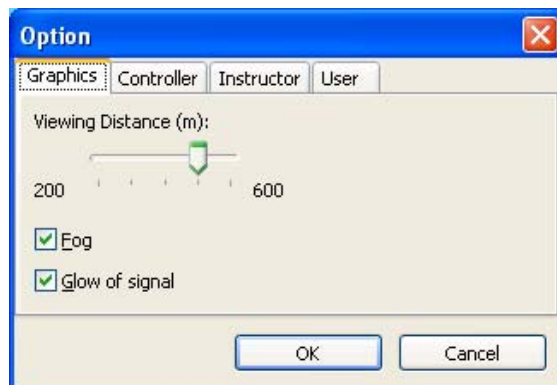 Option
Graphics Controller Instructor User
Viewing Distance (m):
200 600
Fog
Glow of signal
OK Cancel